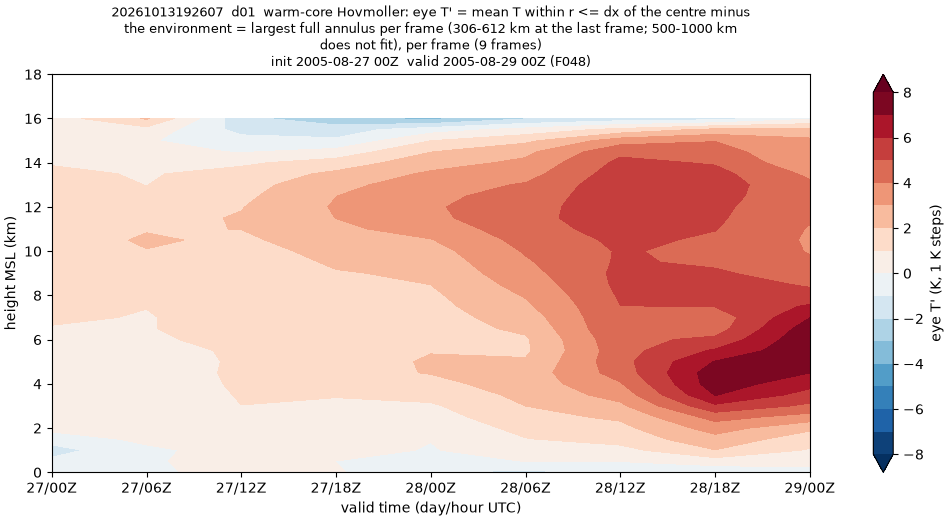 20261013192607 d01 warm-core Hovmoller: eye T' = mean T within r <= dx of the centre minus
the environment = largest full annulus per frame (306-612 km at the last frame; 500-1000 km
does not fit), per frame (9 frames)
init 2005-08-27 00Z valid 2005-08-29 00Z (F048)
18
16
14
12
10
8
6
4
2
0
height MSL (km)
27/00Z 27/06Z 27/12Z 27/18Z 28/00Z 28/06Z 28/12Z 28/18Z 29/00Z
valid time (day/hour UTC)
8
6
4
2
0
−2
−4
−6
−8
eye T' (K, 1 K steps)